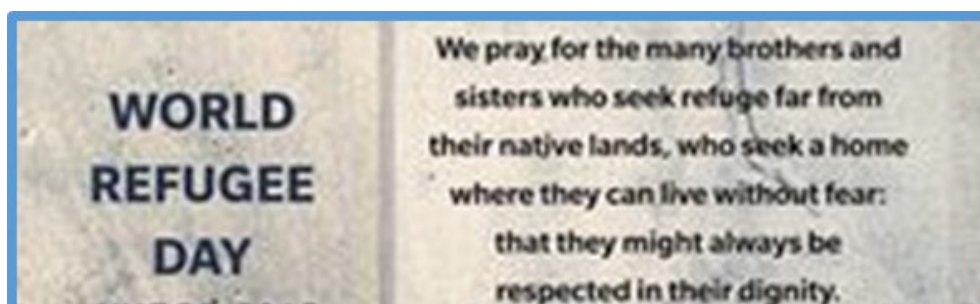 WORLD
REFUGEE
DAY
We pray for the many brothers and
sisters who seek refuge far from
their native lands, who seek a home
where they can live without fear:
that they might always be
respected in their dignity.